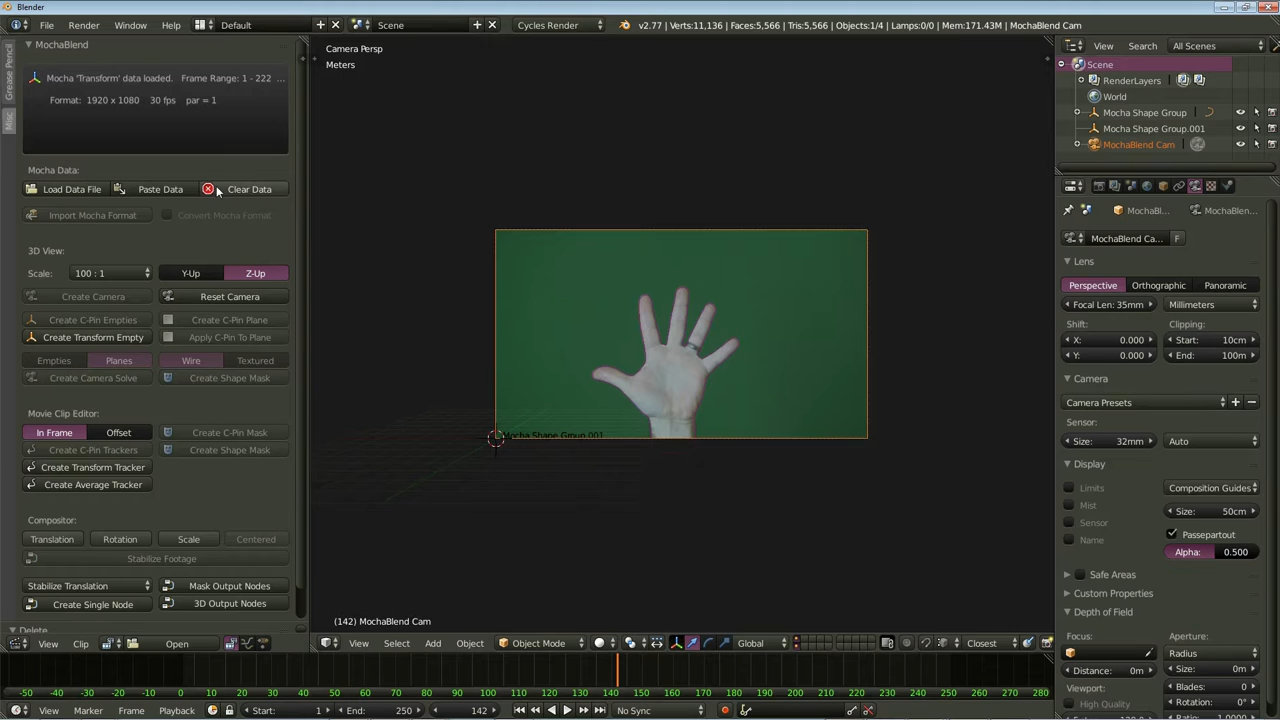 Blender
File Render Window Help Default Scene Cycles Render v2.77 | Verts:11,136 | Faces:5,566 | Tris:5,566 | Objects:1/4 | Lamps:0/0 | Mem:171.43M | MochaBlend Cam
MochaBlend
Mocha 'Transform' data loaded. Frame Range: 1 - 222 ...
Format: 1920 x 1080 30 fps par = 1
Mocha Data:
Load Data File Paste Data Clear Data
Import Mocha Format Convert Mocha Format
3D View:
Scale: 100 : 1 Y-Up Z-Up
Create Camera Reset Camera
Create C-Pin Empties Create C-Pin Plane
Create Transform Empty Apply C-Pin To Plane
Empties Planes Wire Textured
Create Camera Solve Create Shape Mask
Movie Clip Editor:
In Frame Offset Create C-Pin Mask
Create C-Pin Trackers Create Shape Mask
Create Transform Tracker
Create Average Tracker
Compositor:
Translation Rotation Scale Centered
Stabilize Footage
Stabilize Translation Mask Output Nodes
Create Single Node 3D Output Nodes
Delete
View Clip Open
Grease Pencil
Misc
Camera Persp
Meters
Mocha Shape Group.001
(142) MochaBlend Cam
View Select Add Object Object Mode Global Closest
View Search All Scenes
Scene
RenderLayers
World
Mocha Shape Group
Mocha Shape Group.001
MochaBlend Cam
MochaBl... MochaBlen...
MochaBlend Ca... F
Lens
Perspective Orthographic Panoramic
Focal Len: 35mm Millimeters
Shift: Clipping:
X: 0.000 Start: 10cm
Y: 0.000 End: 100m
Camera
Camera Presets
Sensor:
Size: 32mm Auto
Display
Limits Composition Guides
Mist Size: 50cm
Sensor Passepartout
Name Alpha: 0.500
Safe Areas
Custom Properties
Depth of Field
Focus: Aperture:
Radius
Distance: 0m Size: 0m
Viewport: Blades: 0
High Quality Rotation: 0°
-50 -40 -30 -20 -10 0 10 20 30 40 50 60 70 80 90 100 110 120 130 140 150 160 170 180 190 200 210 220 230 240 250 260 270 280
View Marker Frame Playback Start: 1 End: 250 142 No Sync